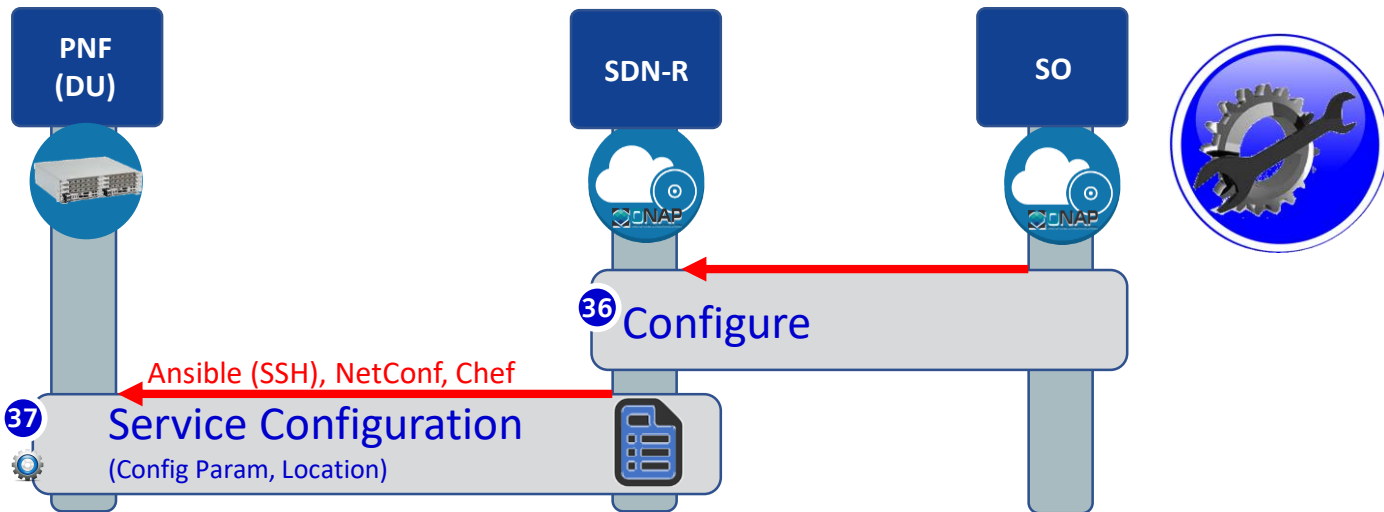 PNF
(DU)
SDN-R
SO
ONAP
ONAP
36
Configure
Ansible (SSH), NetConf, Chef
37
Service Configuration
(Config Param, Location)